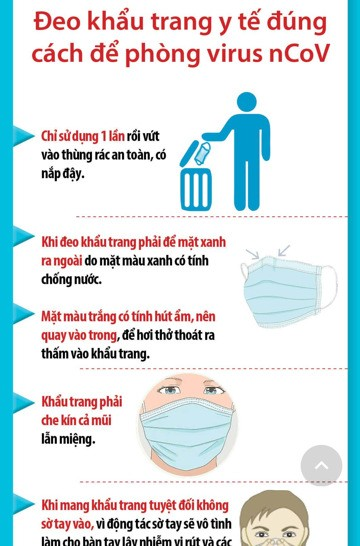 Đeo khẩu trang y tế đúng
cách để phòng virus nCoV
Chỉ sử dụng 1 lần rồi vứt
vào thùng rác an toàn, có
nắp đậy.
Khi đeo khẩu trang phải để mặt xanh
ra ngoài do mặt màu xanh có tính
chống nước.
Mặt màu trắng có tính hút ẩm, nên
quay vào trong, để hơi thở thoát ra
thấm vào khẩu trang.
Khẩu trang phải
che kín cả mũi
lẫn miệng.
Khi mang khẩu trang tuyệt đối không
sờ tay vào, vì động tác sờ tay sẽ vô tình
làm cho bàn tay lây nhiễm vi rút và các